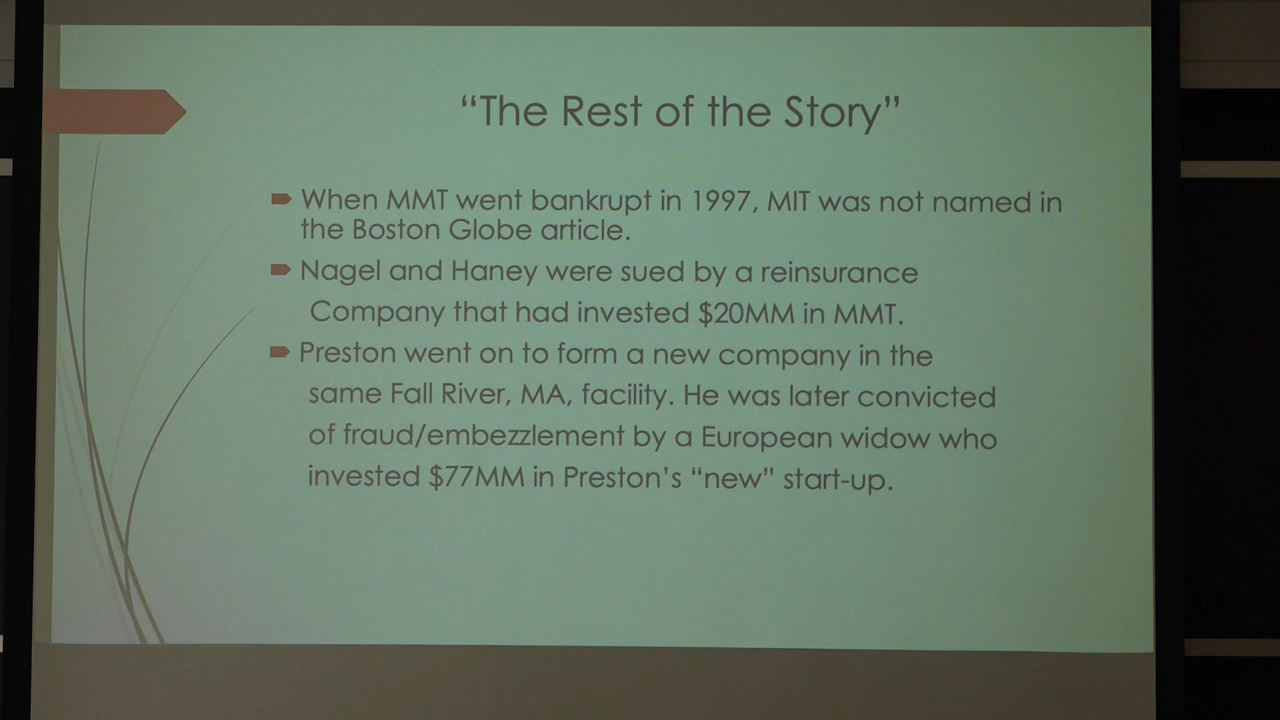 “The Rest of the Story”
When MMT went bankrupt in 1997, MIT was not named in
the Boston Globe article.
Nagel and Haney were sued by a reinsurance
Company that had invested $20MM in MMT.
Preston went on to form a new company in the
same Fall River, MA, facility. He was later convicted
of fraud/embezzlement by a European widow who
invested $77MM in Preston’s “new” start-up.